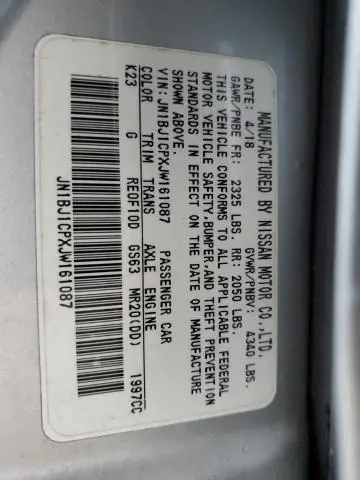 MANUFACTURED BY NISSAN MOTOR CO.,LTD.
DATE: 4/18 GVWR/PNBV: 4340 LBS.
GAWR/PNBE FR: 2325 LBS. RR: 2050 LBS.
THIS VEHICLE CONFORMS TO ALL APPLICABLE FEDERAL
MOTOR VEHICLE SAFETY,BUMPER,AND THEFT PREVENTION
STANDARDS IN EFFECT ON THE DATE OF MANUFACTURE
SHOWN ABOVE.
VIN: JN1BJ1CPXJW161087 PASSENGER CAR
COLOR TRIM TRANS AXLE ENGINE
K23 G RE0F10D GS63 MR20(DD) 1997CC
JN1BJ1CPXJW161087